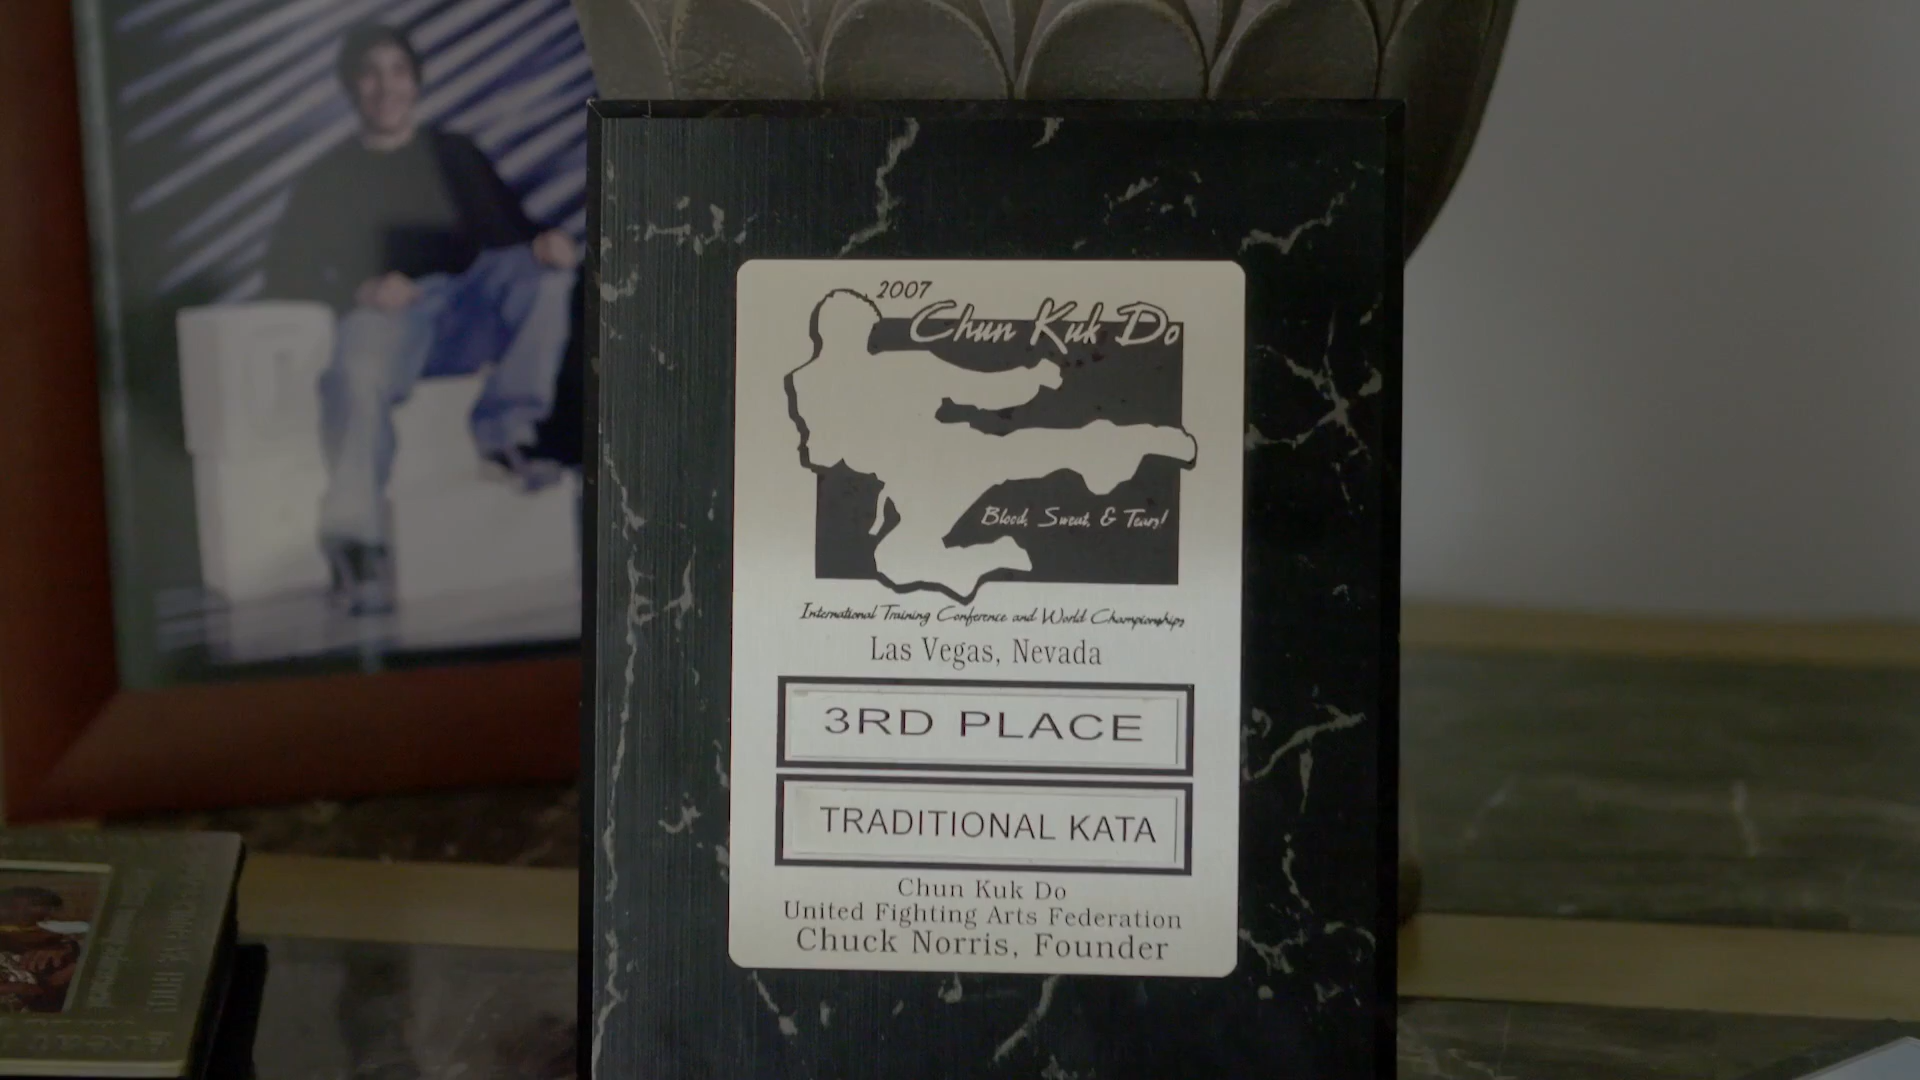 2007
Chun Kuk Do
Blood, Sweat, & Tears!
International Training Conference and World Championships
Las Vegas, Nevada
3RD PLACE
TRADITIONAL KATA
Chun Kuk Do
United Fighting Arts Federation
Chuck Norris, Founder